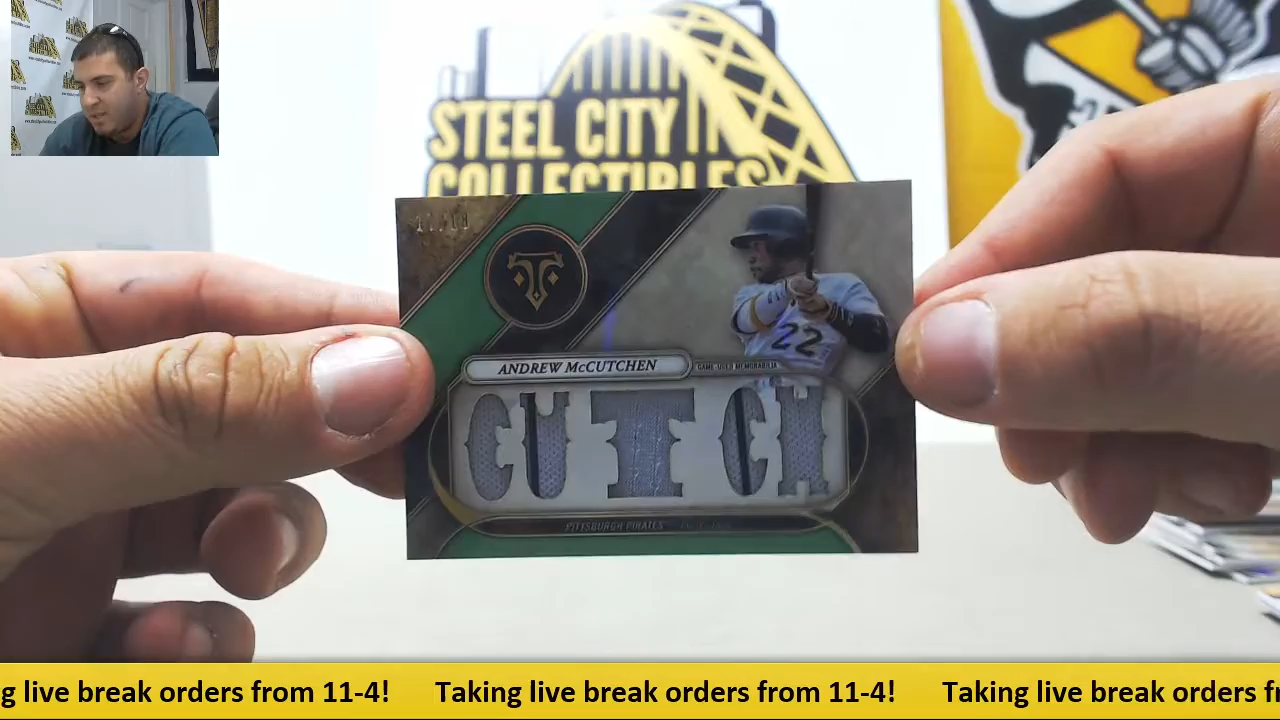 STEEL CITY
COLLECTIBLES
22
ANDREW McCUTCHEN
GAME-USED MEMORABILIA
CUTCH
PITTSBURGH PIRATES
g live break orders from 11-4! Taking live break orders from 11-4! Taking live break orders fr